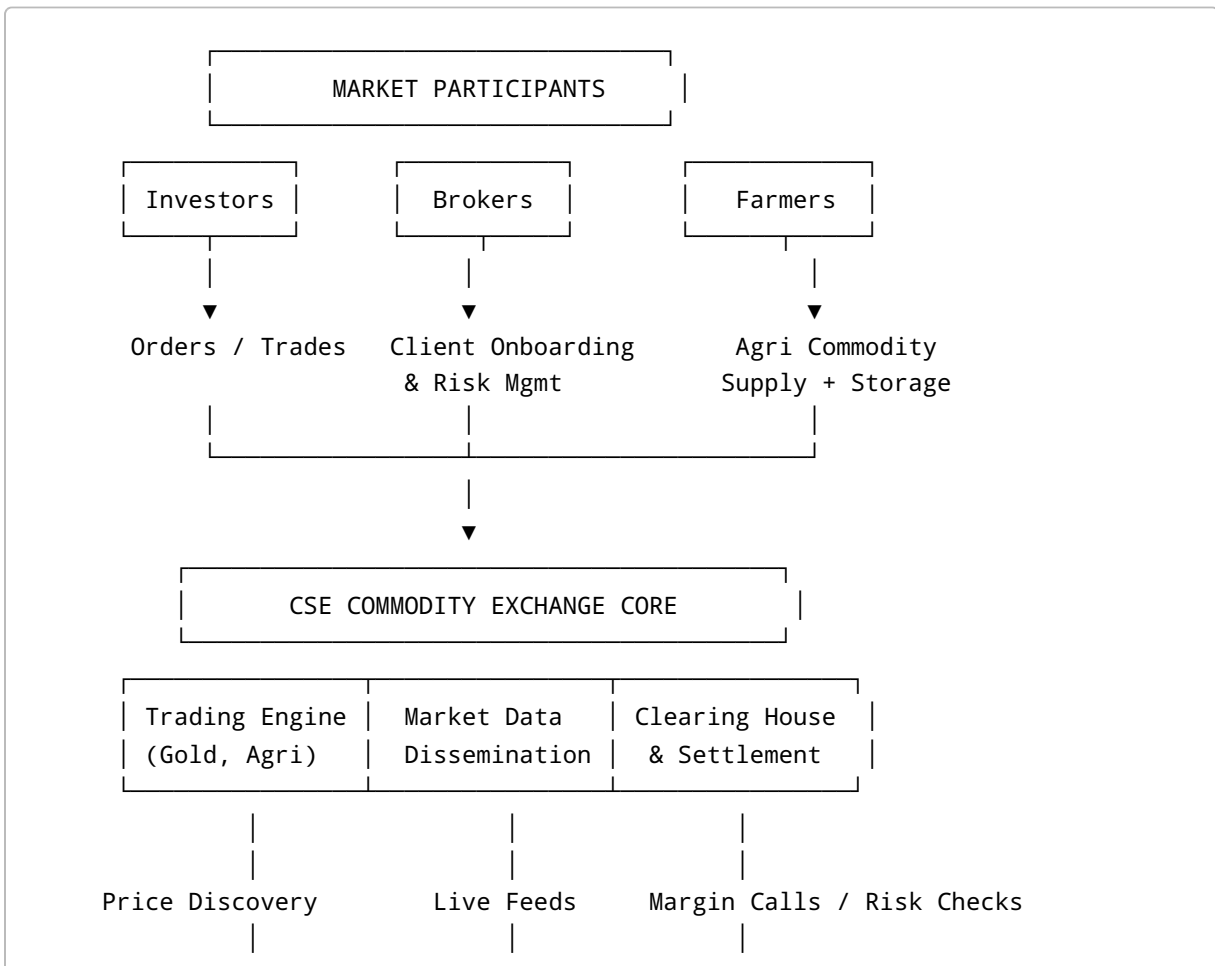 MARKET PARTICIPANTS
Investors Brokers Farmers
Orders / Trades Client Onboarding Agri Commodity
& Risk Mgmt Supply + Storage
CSE COMMODITY EXCHANGE CORE
Trading Engine Market Data Clearing House
(Gold, Agri) Dissemination & Settlement
Price Discovery Live Feeds Margin Calls / Risk Checks